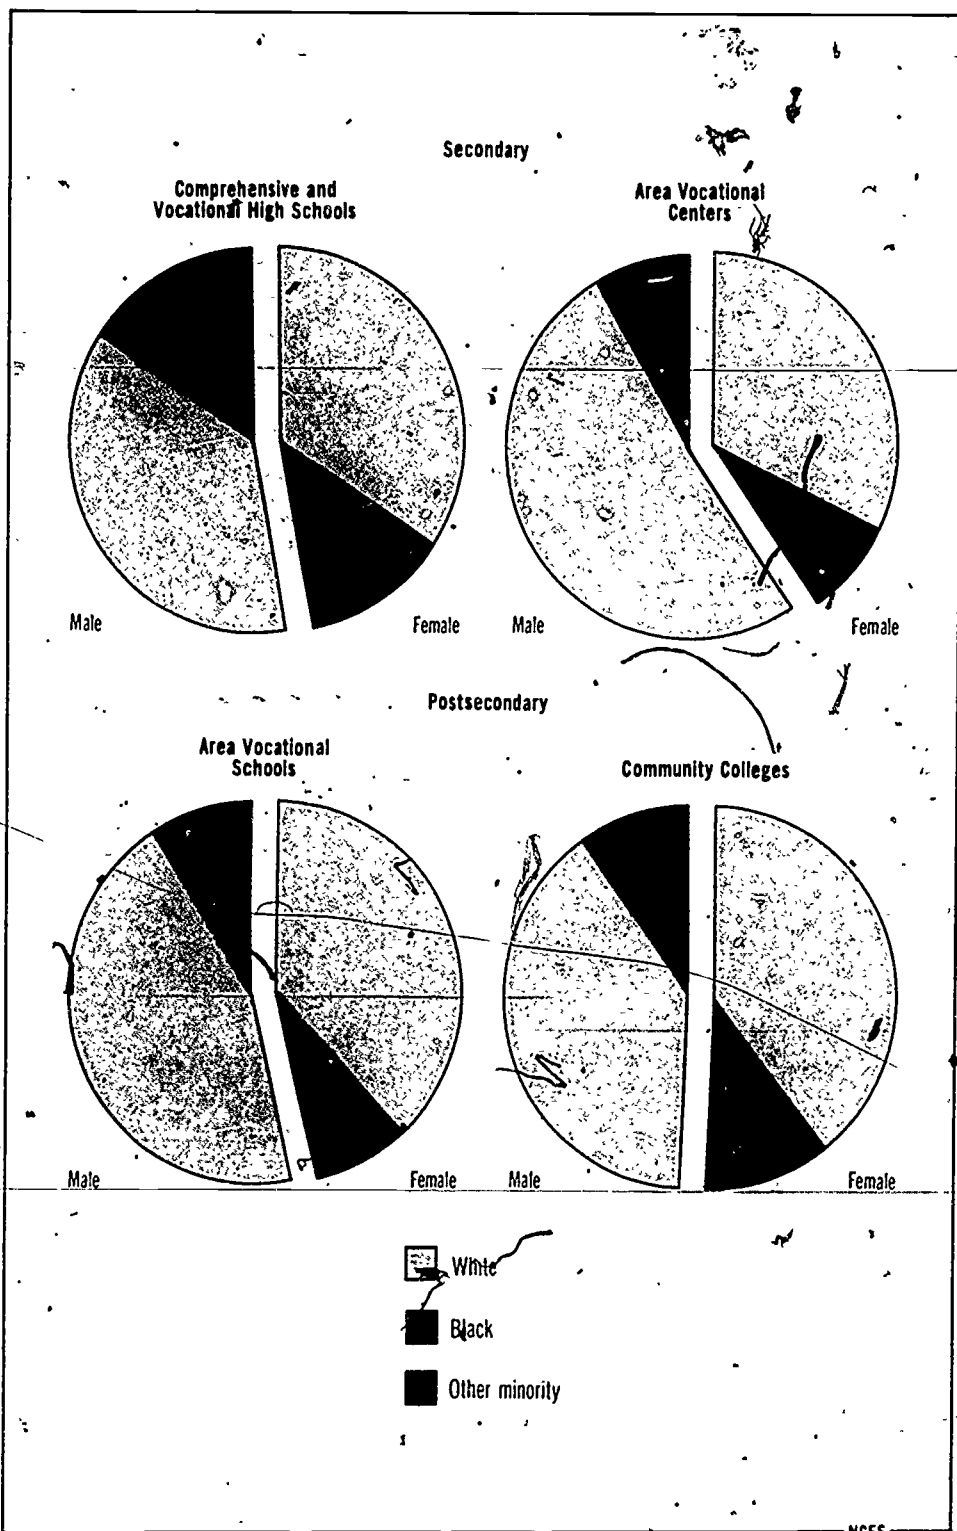 Secondary
Comprehensive and
Vocational High Schools
Area Vocational
Centers
Male
Female
Male
Female
Postsecondary
Area Vocational
Schools
Community Colleges
Male
Female
Male
Female
White
Black
Other minority
NCES